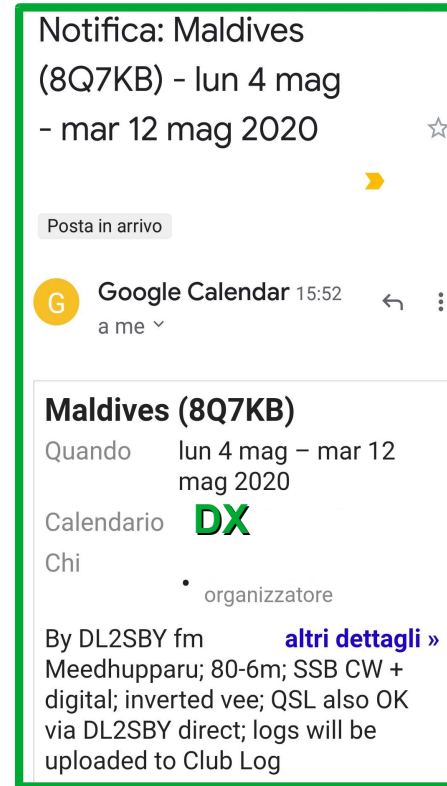 Notifica: Maldives
(8Q7KB) - lun 4 mag
- mar 12 mag 2020
Posta in arrivo
G
Google Calendar 15:52
a me
Maldives (8Q7KB)
Quando lun 4 mag – mar 12
mag 2020
Calendario DX
Chi
• organizzatore
By DL2SBY fm altri dettagli »
Meedhupparu; 80-6m; SSB CW +
digital; inverted vee; QSL also OK
via DL2SBY direct; logs will be
uploaded to Club Log